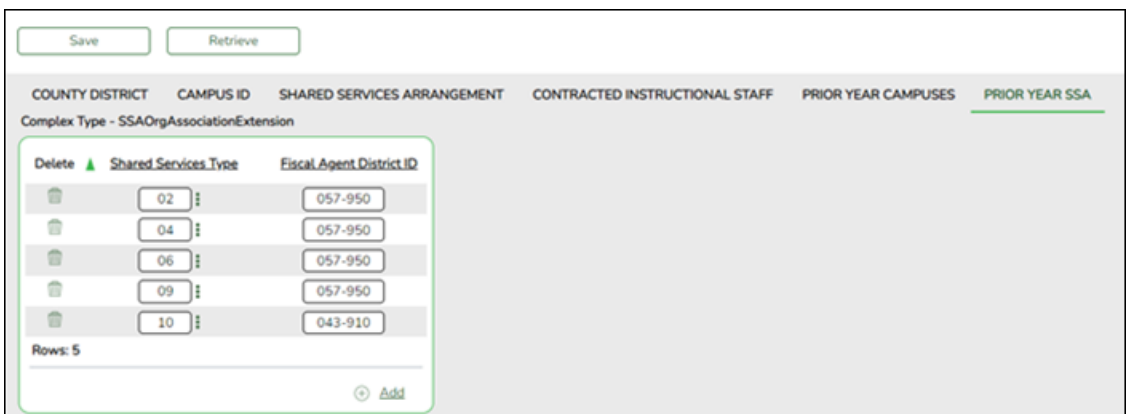 Save Retrieve
COUNTY DISTRICT CAMPUS ID SHARED SERVICES ARRANGEMENT CONTRACTED INSTRUCTIONAL STAFF PRIOR YEAR CAMPUSES PRIOR YEAR SSA
Complex Type - SSAOrgAssociationExtension
Delete Shared Services Type Fiscal Agent District ID
02 057-950
04 057-950
06 057-950
09 057-950
10 043-910
Rows: 5
Add